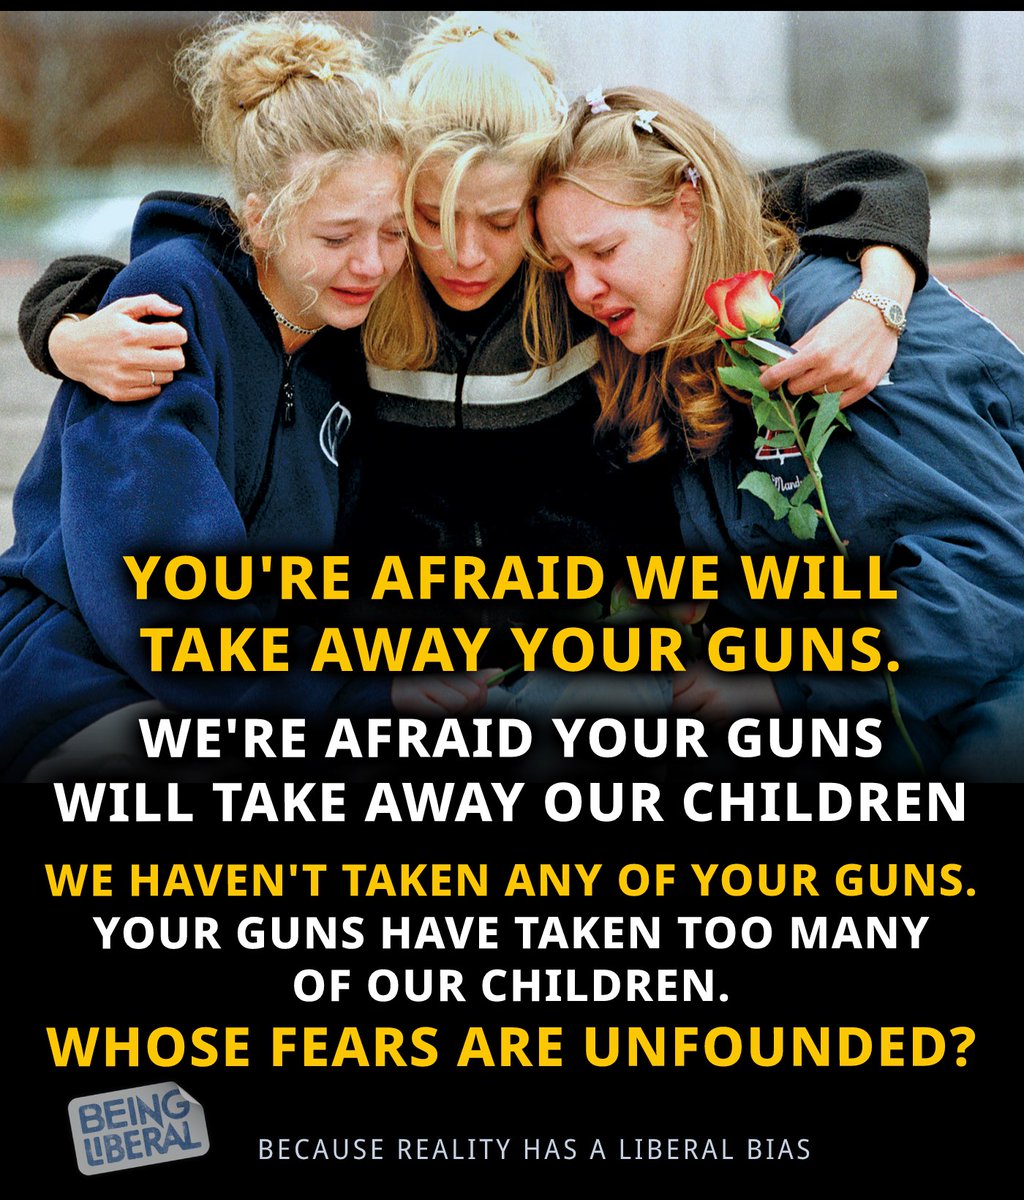 Mandy
YOU'RE AFRAID WE WILL
TAKE AWAY YOUR GUNS.
WE'RE AFRAID YOUR GUNS
WILL TAKE AWAY OUR CHILDREN
WE HAVEN'T TAKEN ANY OF YOUR GUNS.
YOUR GUNS HAVE TAKEN TOO MANY
OF OUR CHILDREN.
WHOSE FEARS ARE UNFOUNDED?
BEING
LIBERAL
BECAUSE REALITY HAS A LIBERAL BIAS